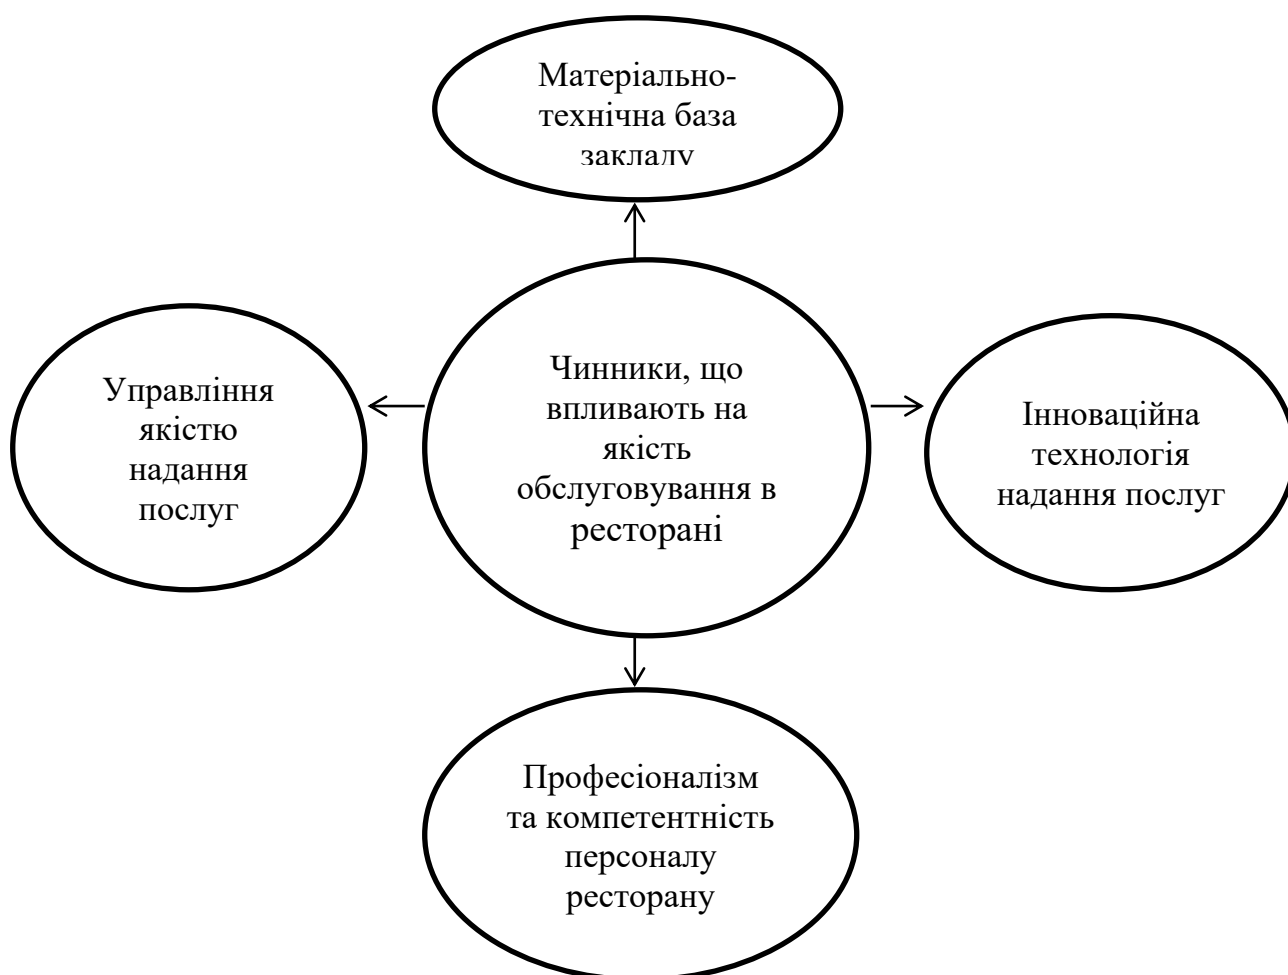 Матеріально-
технічна база
закладу
Управління
якістю
надання
послуг
Чинники, що
впливають на
якість
обслуговування в
ресторані
Інноваційна
технологія
надання послуг
Професіоналізм
та компетентність
персоналу
ресторану